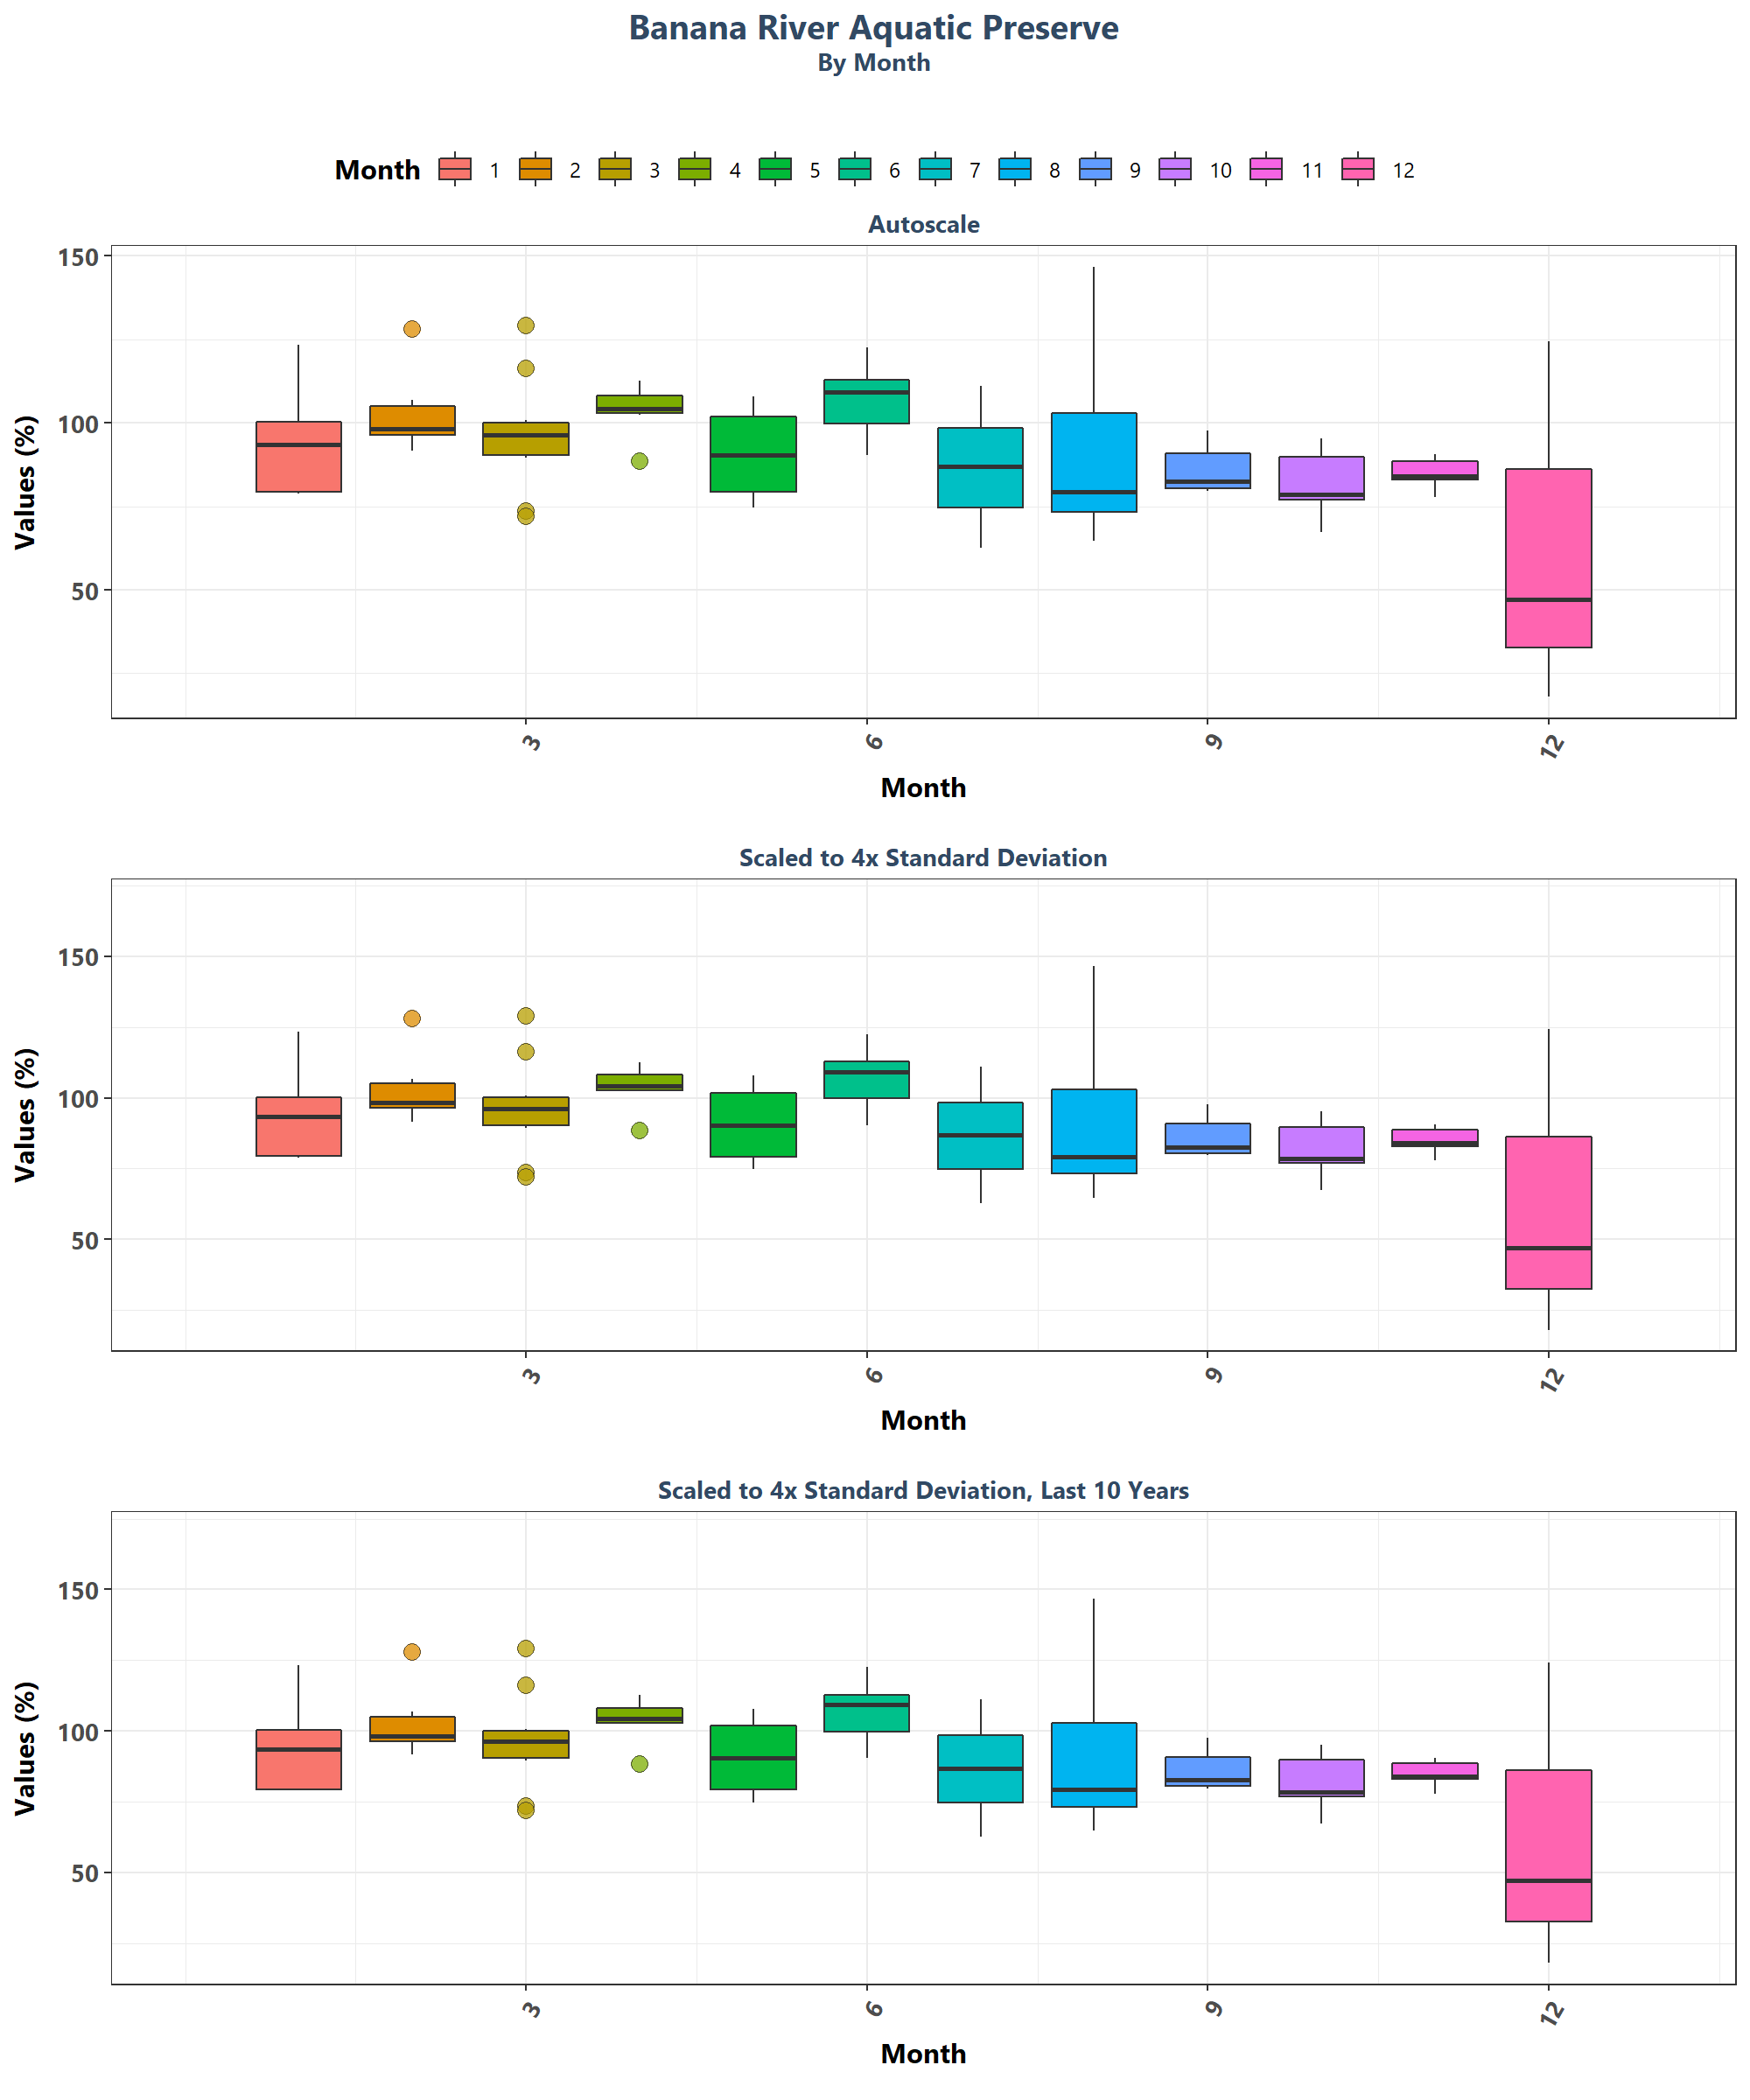 Banana River Aquatic Preserve
By Month
Month 1 2 3 4 5 6 7 8 9 10 11 12
Autoscale
Values (%)
150
100
50
3 6 9 12
Month
Scaled to 4x Standard Deviation
Values (%)
150
100
50
3 6 9 12
Month
Scaled to 4x Standard Deviation, Last 10 Years
Values (%)
150
100
50
3 6 9 12
Month